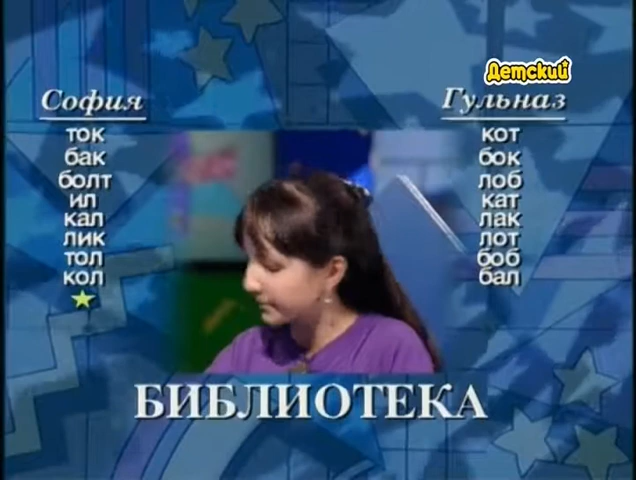 Детский
София
ток
бак
болт
ил
кал
лик
тол
кол
Гульназ
кот
бок
лоб
кат
лак
лот
боб
бал
БИБЛИОТЕКА